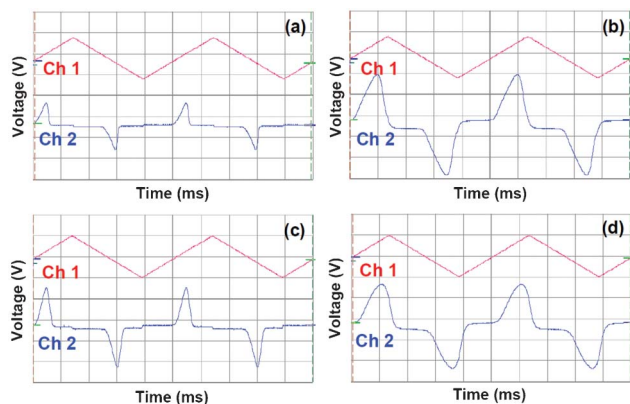 (a)
Voltage (V)
Ch 1
Ch 2
Time (ms)
(b)
Voltage (V)
Ch 1
Ch 2
Time (ms)
(c)
Voltage (V)
Ch 1
Ch 2
Time (ms)
(d)
Voltage (V)
Ch 1
Ch 2
Time (ms)